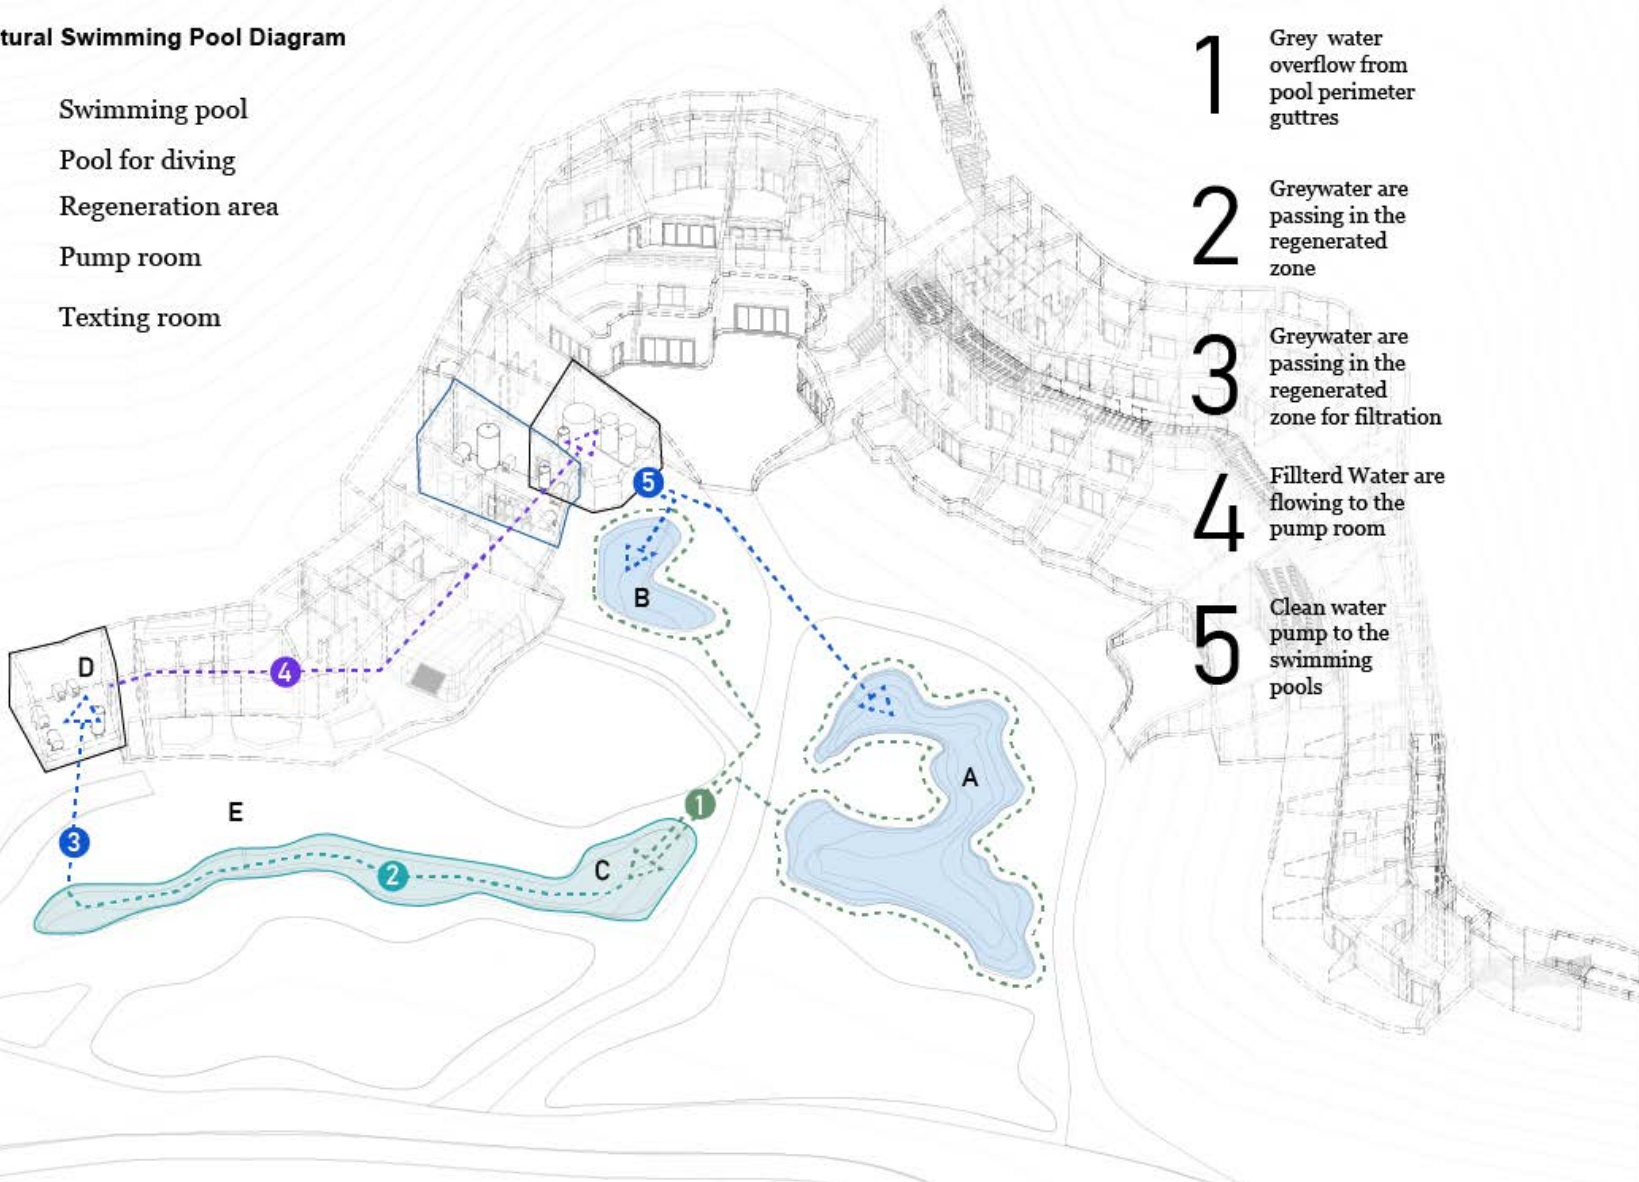 tural Swimming Pool Diagram
Swimming pool
Pool for diving
Regeneration area
Pump room
Texting room
1
Grey water
overflow from
pool perimeter
guttres
2
Greywater are
passing in the
regenerated
zone
3
Greywater are
passing in the
regenerated
zone for filtration
4
Fillterd Water are
flowing to the
pump room
5
Clean water
pump to the
swimming
pools
5
B
D
4
A
E
1
3
2
C